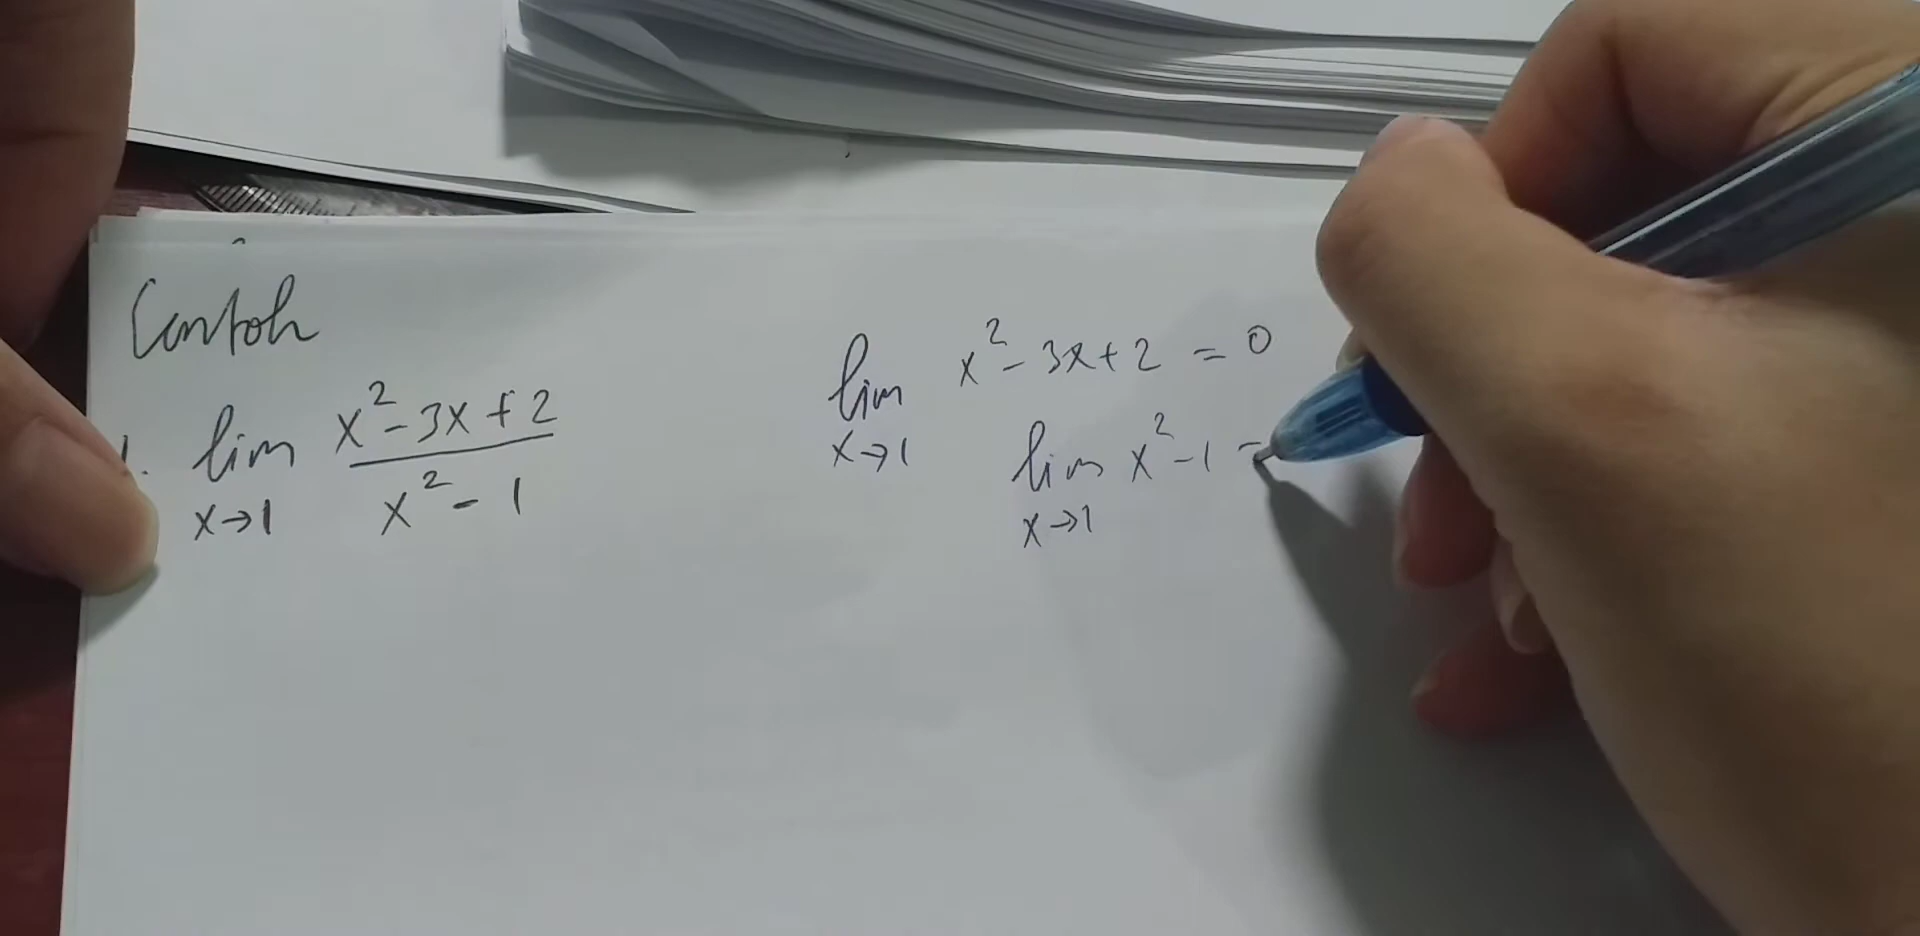 Contoh
1. lim x² - 3x + 2
x→1 x² - 1
lim x² - 3x + 2 = 0
x→1
lim x² - 1 =
x→1